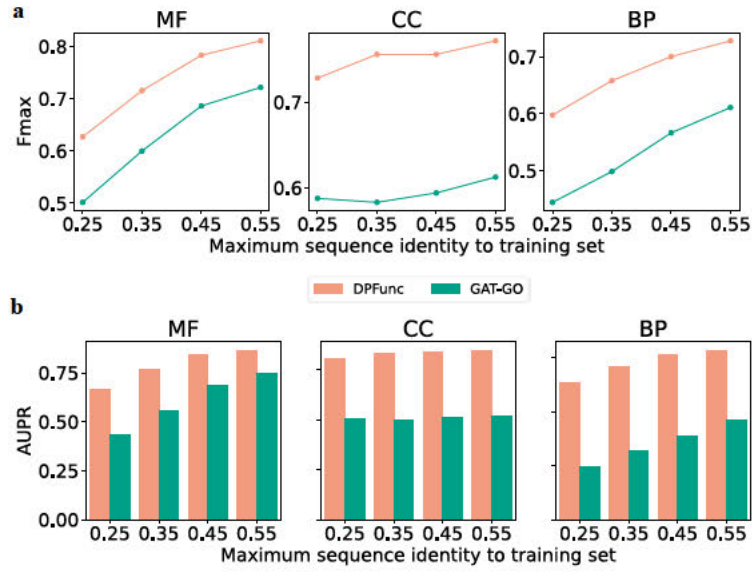 a
MF CC BP
Fmax
0.8
0.7
0.6
0.5
0.7
0.6
0.7
0.6
0.5
0.25 0.35 0.45 0.55 0.25 0.35 0.45 0.55 0.25 0.35 0.45 0.55
Maximum sequence identity to training set
DPFunc GAT-GO
b
MF CC BP
AUPR
0.75
0.50
0.25
0.00
0.25 0.35 0.45 0.55 0.25 0.35 0.45 0.55 0.25 0.35 0.45 0.55
Maximum sequence identity to training set